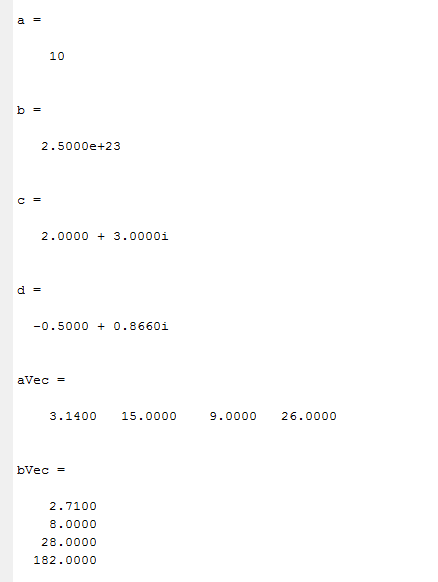 a =
10
b =
2.5000e+23
c =
2.0000 + 3.0000i
d =
-0.5000 + 0.8660i
aVec =
3.1400 15.0000 9.0000 26.0000
bVec =
2.7100
8.0000
28.0000
182.0000